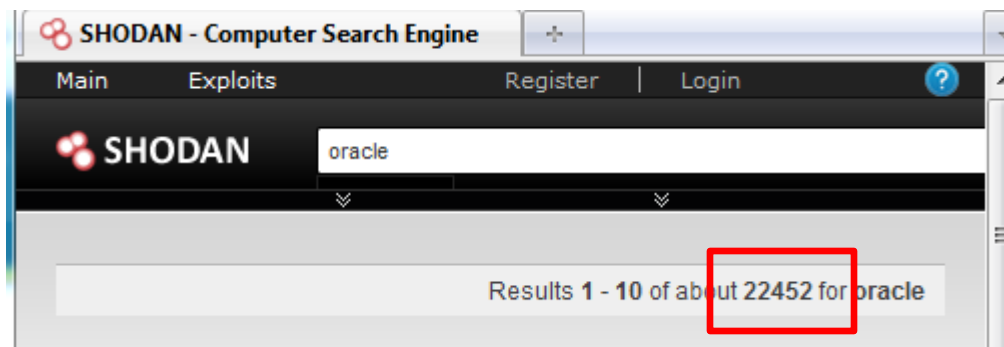 SHODAN - Computer Search Engine
Main Exploits Register | Login ?
SHODAN oracle
Results 1 - 10 of about 22452 for oracle